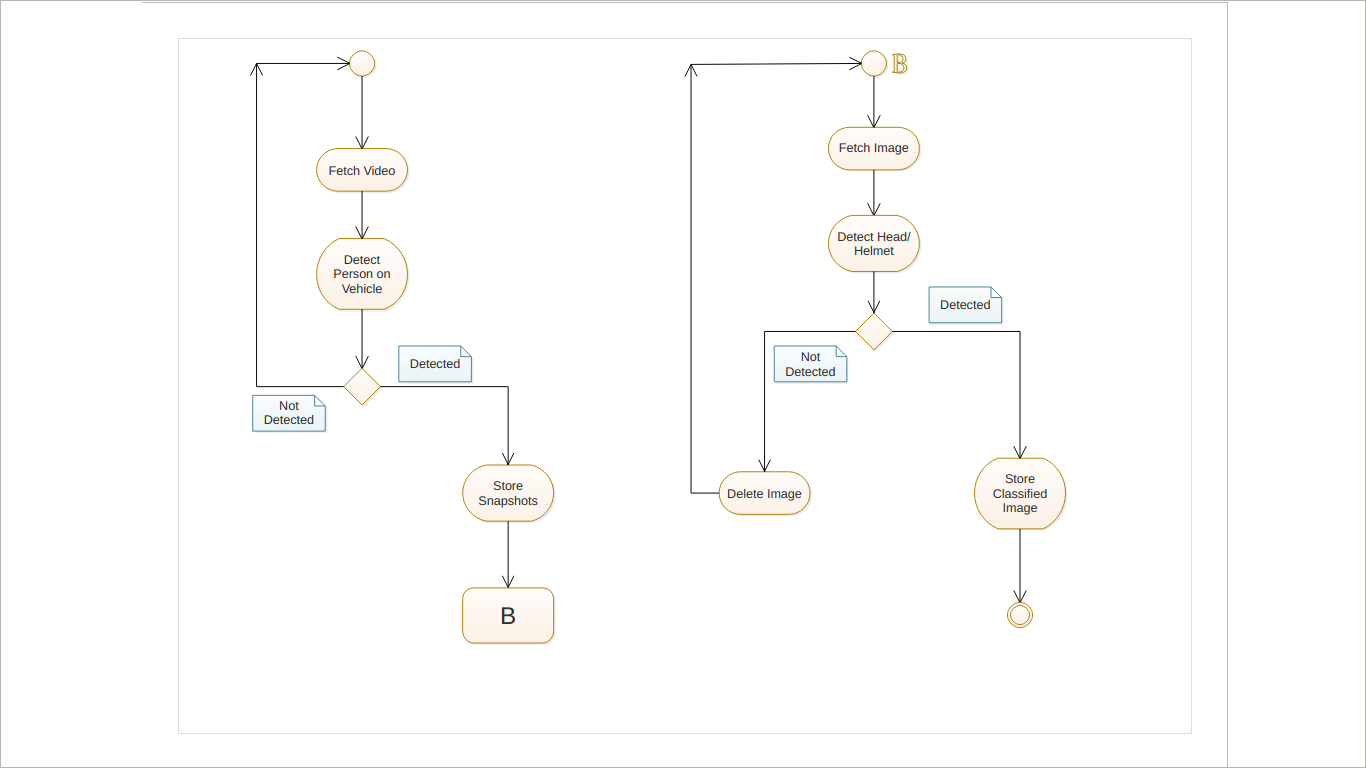 Fetch Video
Detect
Person on
Vehicle
Detected
Not
Detected
Store
Snapshots
B
B
Fetch Image
Detect Head/
Helmet
Detected
Not
Detected
Delete Image
Store
Classified
Image